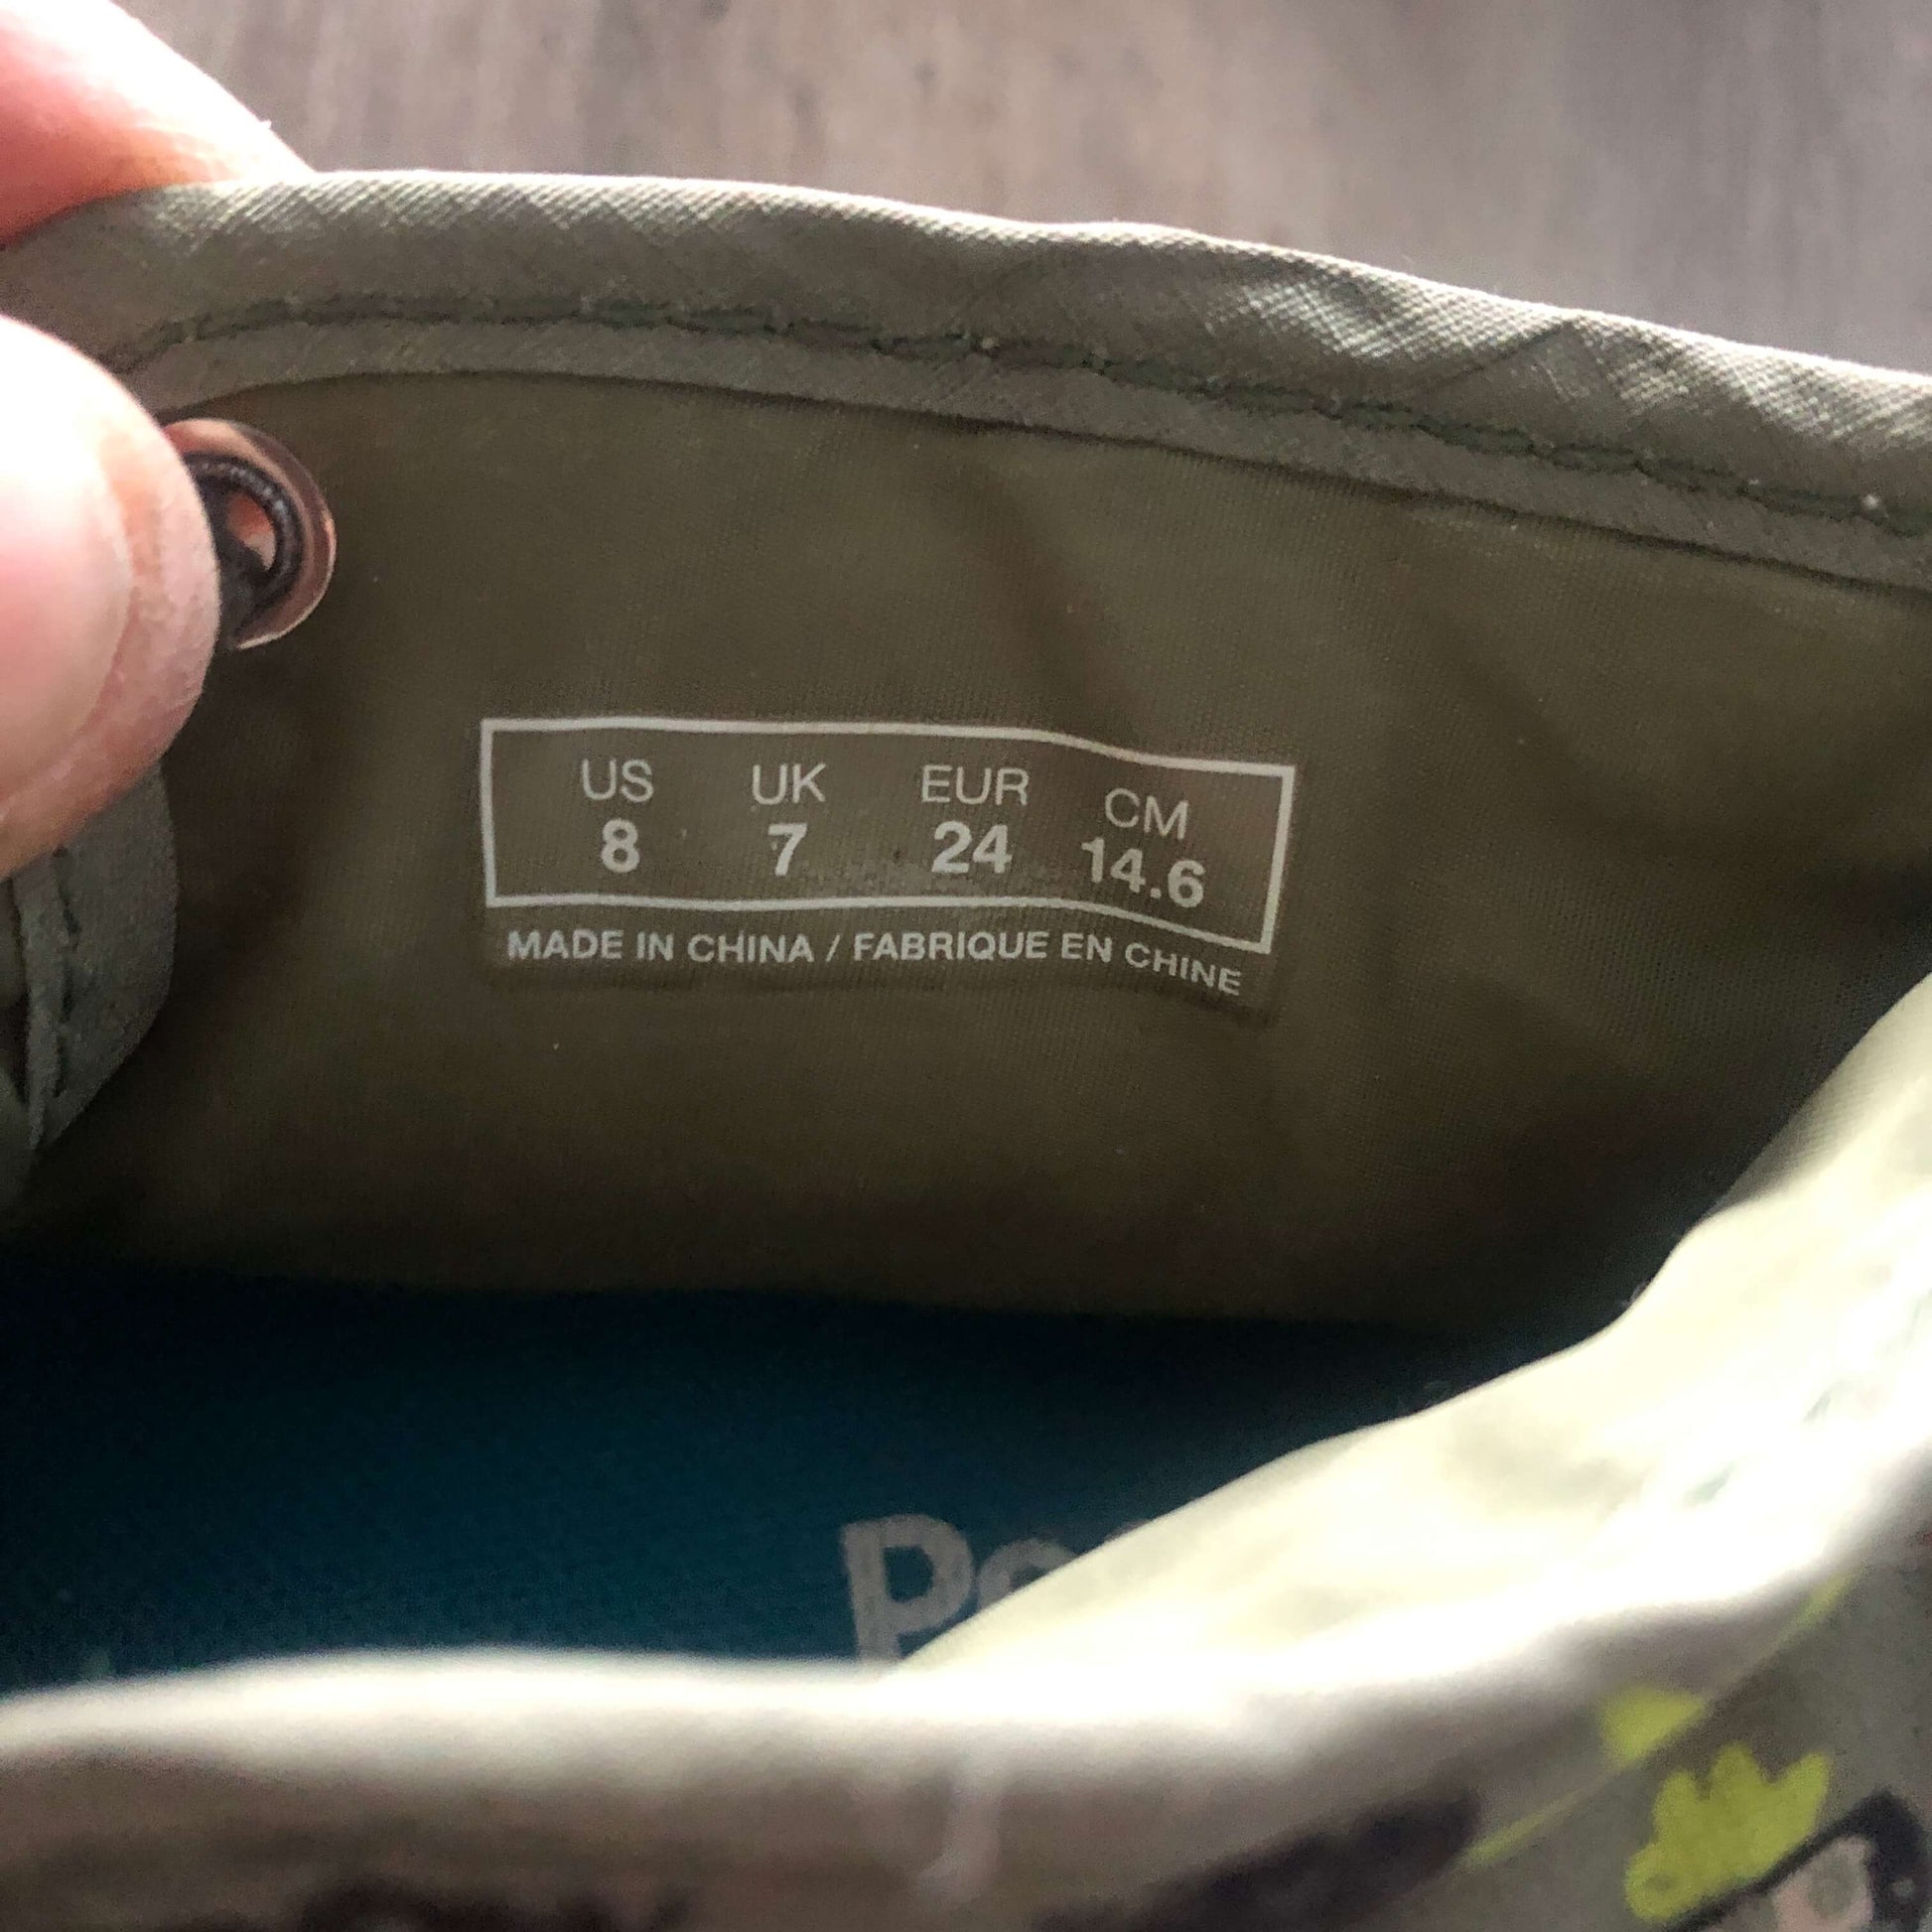 US UK EUR CM
8 7 24 14.6
MADE IN CHINA / FABRIQUE EN CHINE